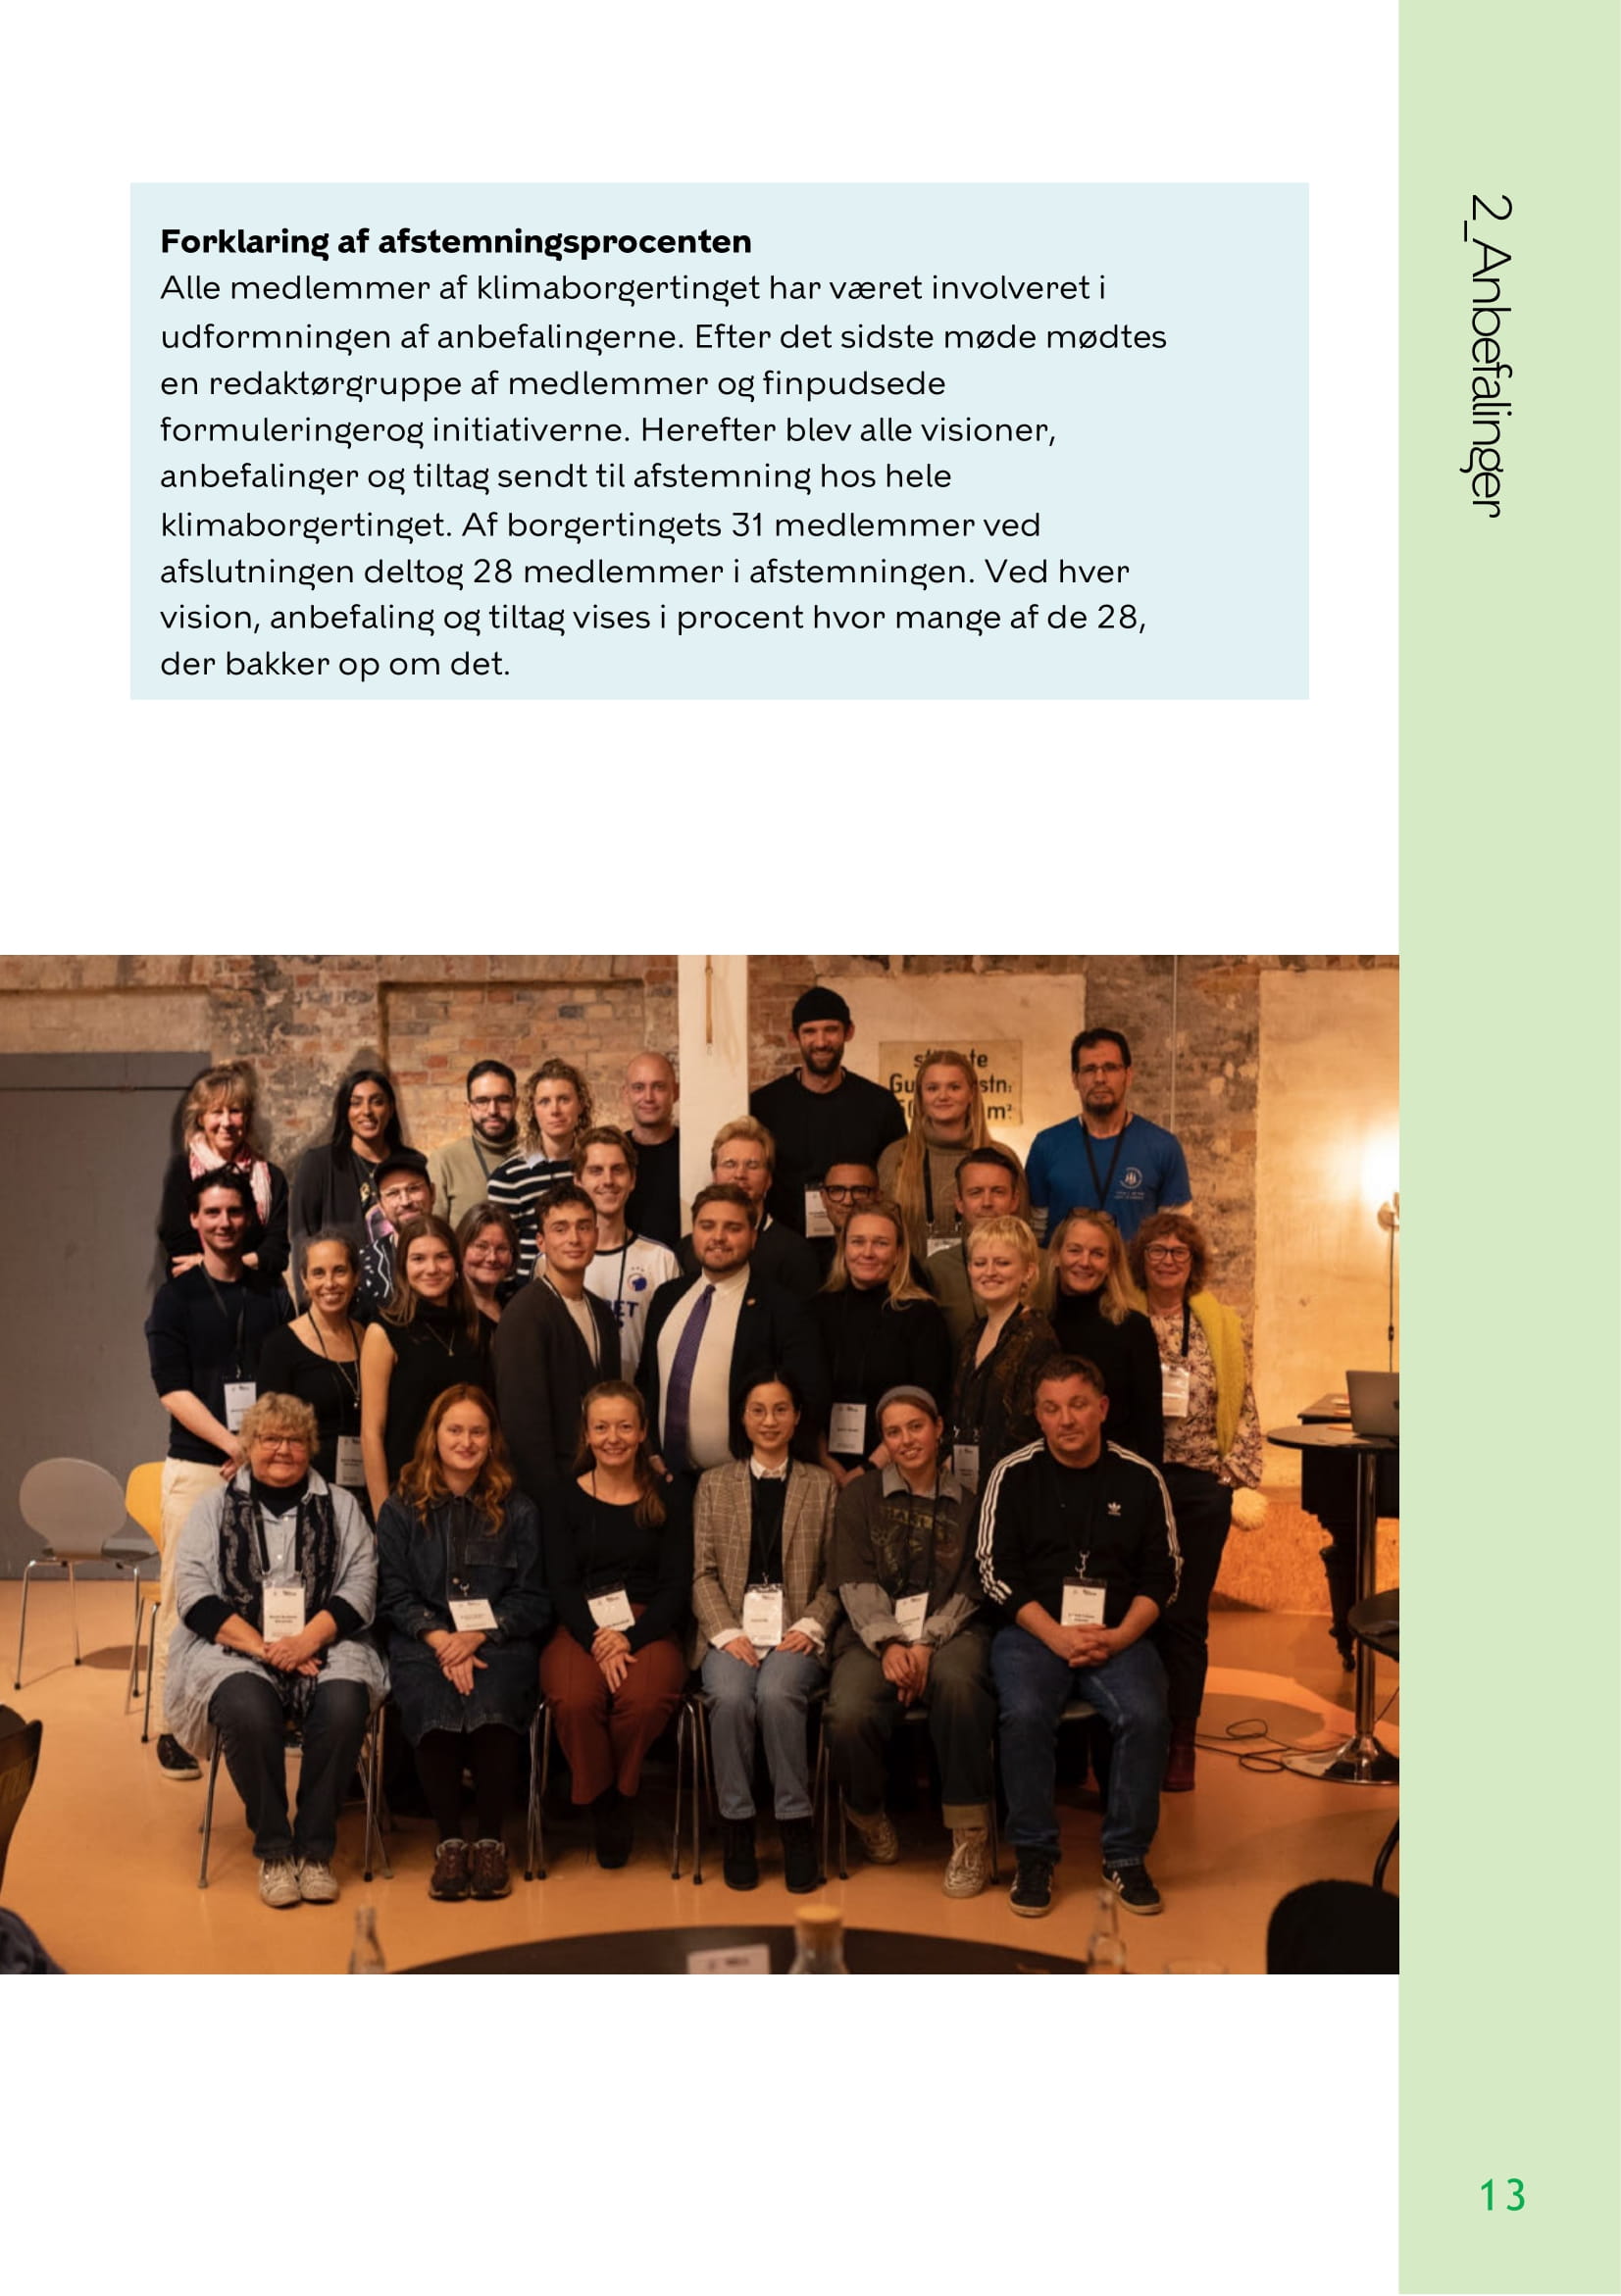 Forklaring af afstemningsprocenten
Alle medlemmer af klimaborgertinget har været involveret i
udformningen af anbefalingerne. Efter det sidste møde mødtes
en redaktørgruppe af medlemmer og finpudsede
formuleringerog initiativerne. Herefter blev alle visioner,
anbefalinger og tiltag sendt til afstemning hos hele
klimaborgertinget. Af borgertingets 31 medlemmer ved
afslutningen deltog 28 medlemmer i afstemningen. Ved hver
vision, anbefaling og tiltag vises i procent hvor mange af de 28,
der bakker op om det.
2_Anbefalinger
13